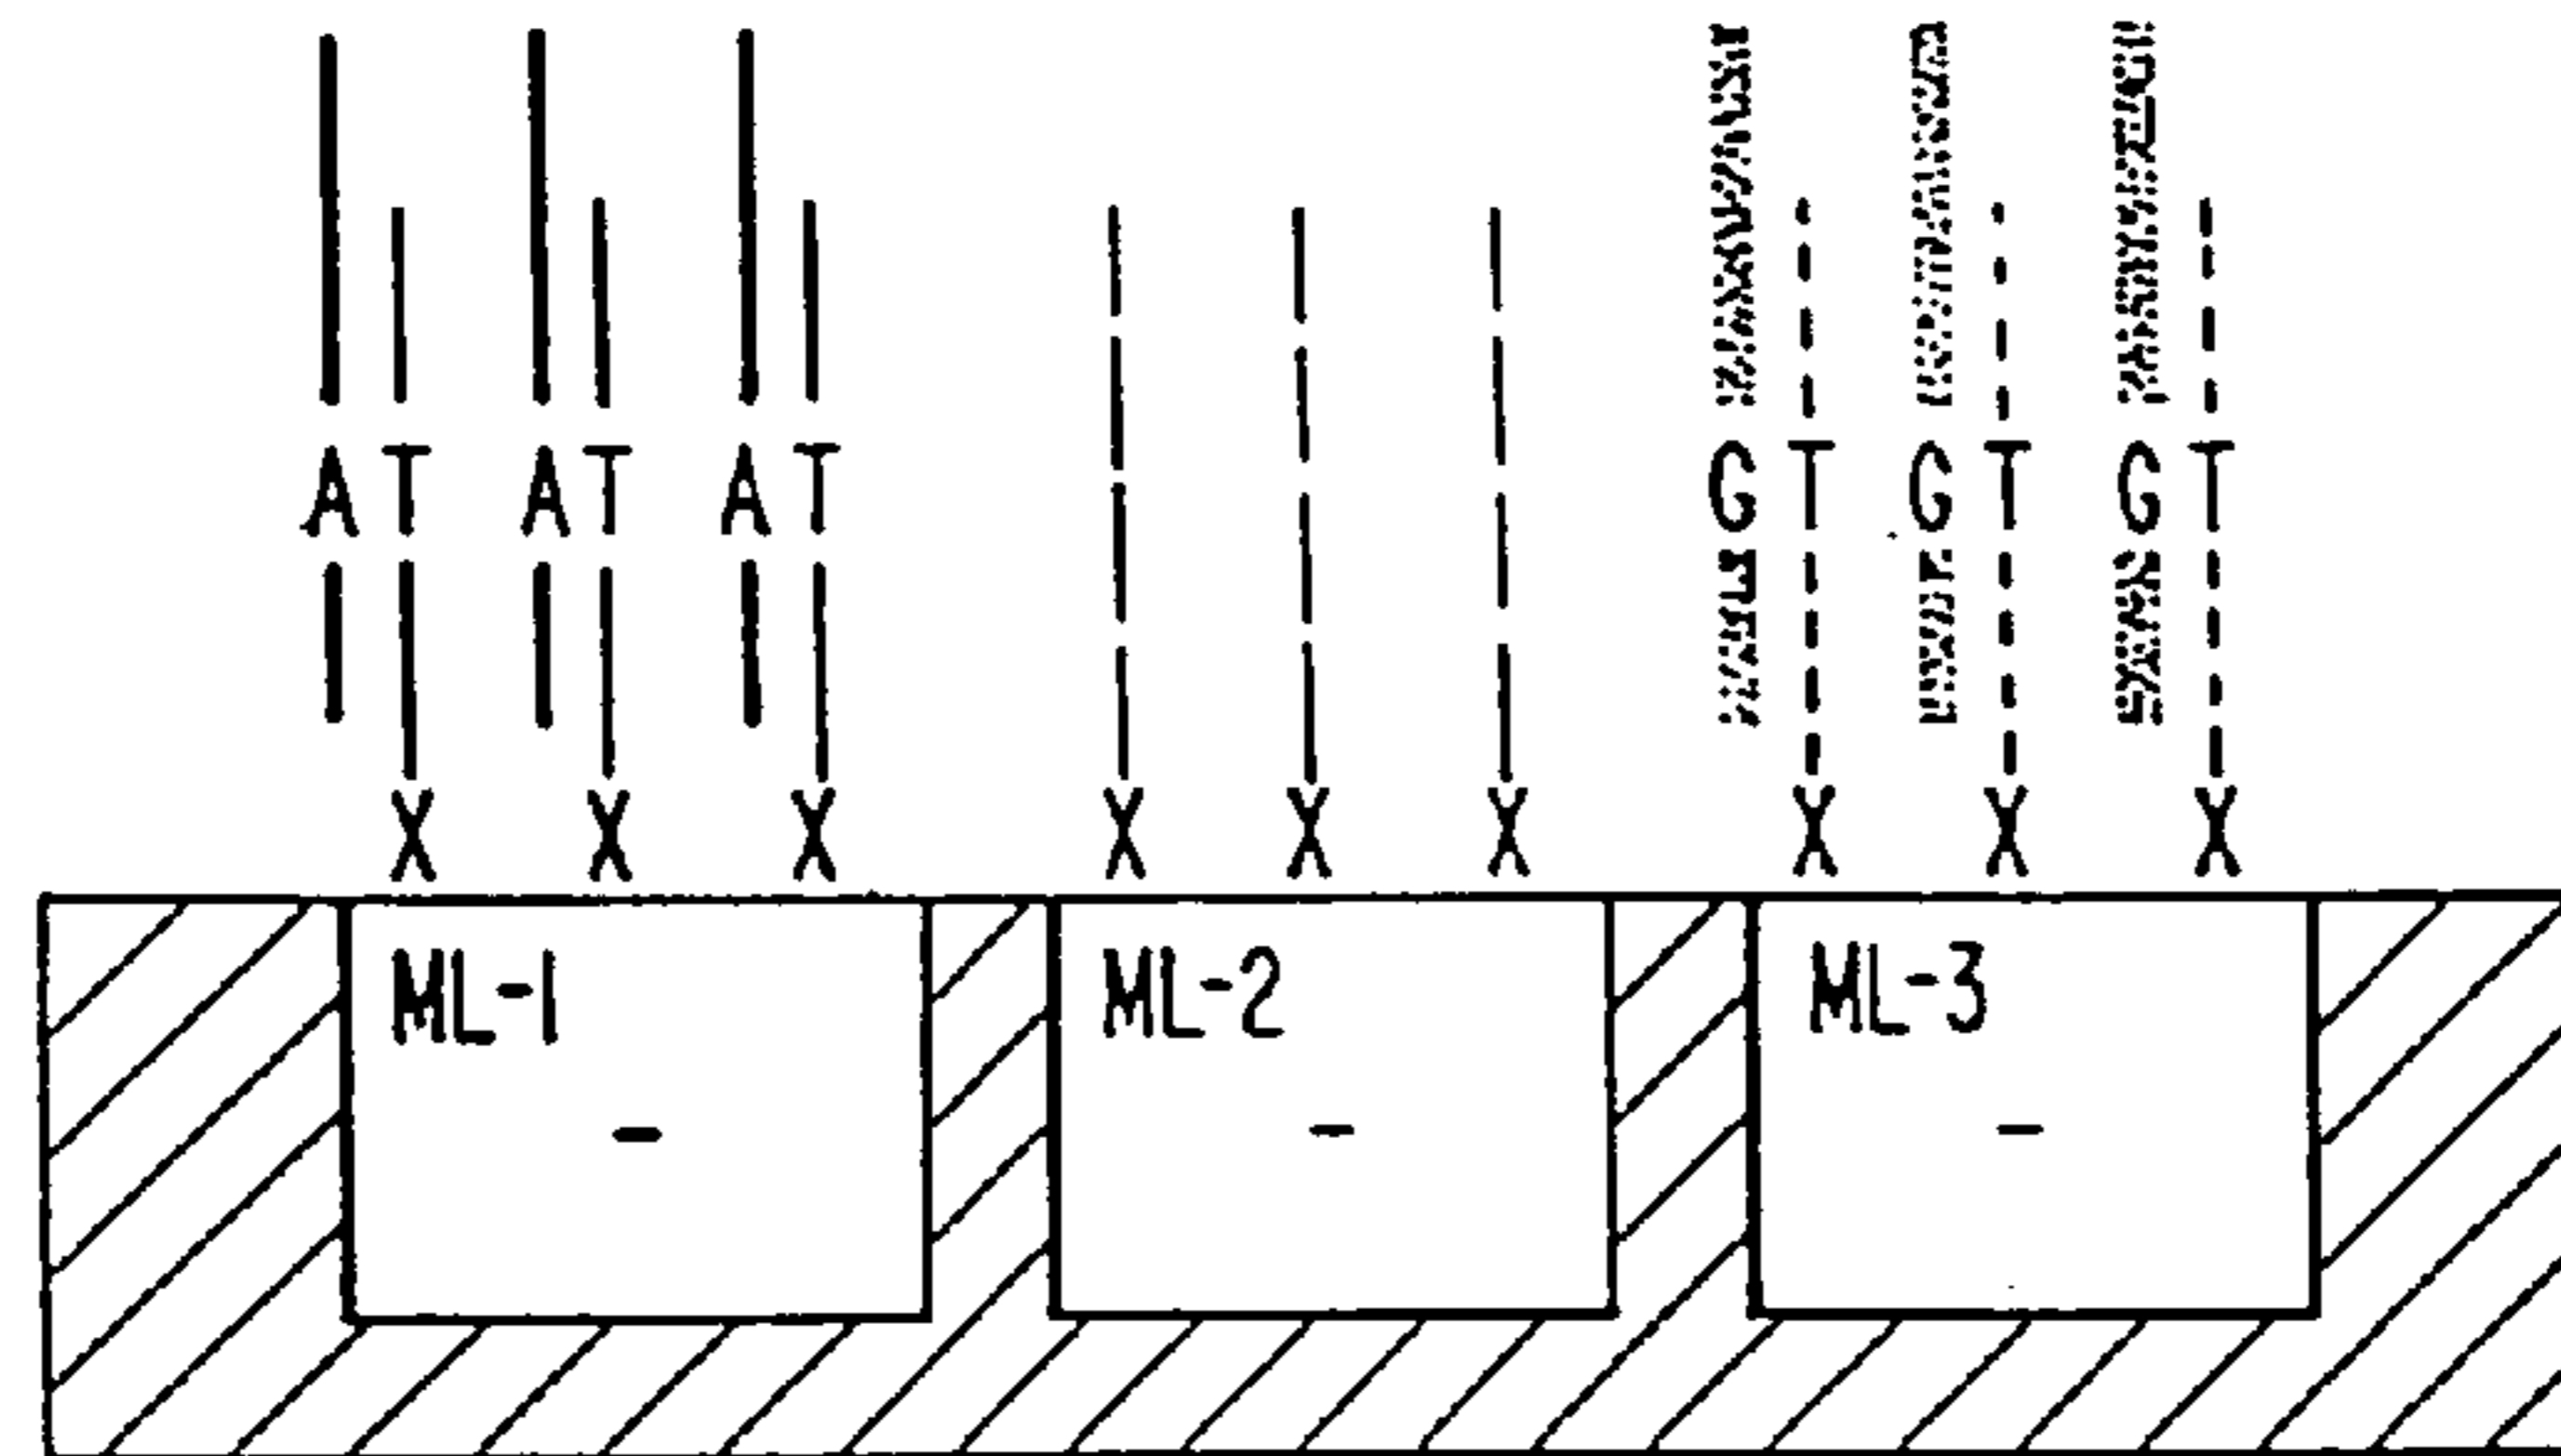 A T A T A T G T G T G T
X X X X X X X X X
ML-1 ML-2 ML-3
- - -